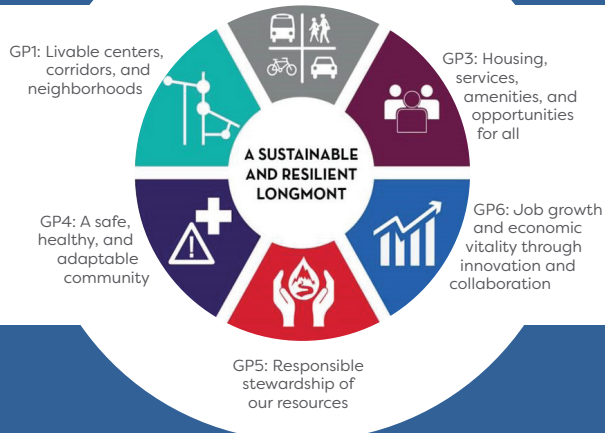 GP1: Livable centers,
corridors, and
neighborhoods
GP3: Housing,
services,
amenities, and
opportunities
for all
A SUSTAINABLE
AND RESILIENT
LONGMONT
GP4: A safe,
healthy, and
adaptable
community
GP6: Job growth
and economic
vitality through
innovation and
collaboration
GP5: Responsible
stewardship of
our resources